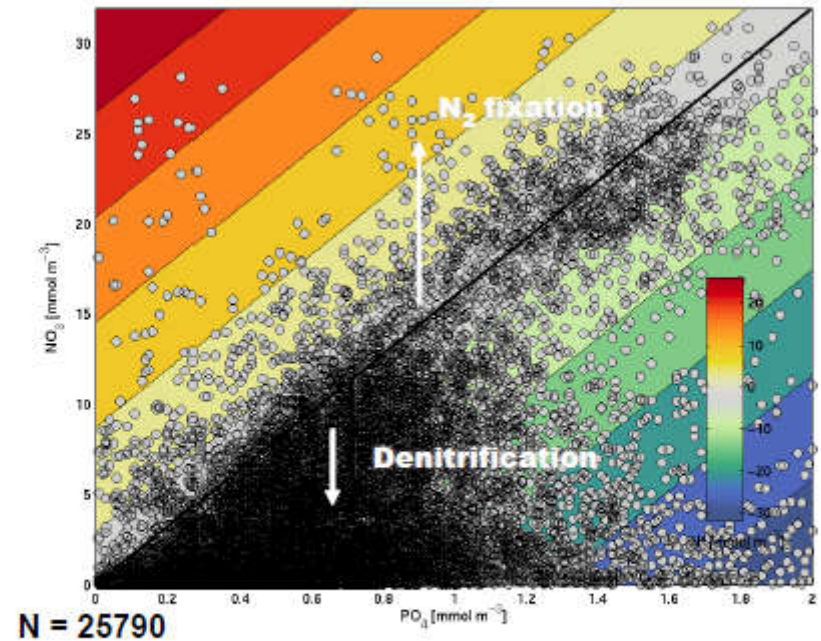 30
25
20
15
10
5
0
NO₃ [mmol m⁻³]
N₂ fixation
Denitrification
20
10
0
-10
-20
-30
0 0.2 0.4 0.6 0.8 1 1.2 1.4 1.6 1.8 2
PO₄ [mmol m⁻³]
N = 25790